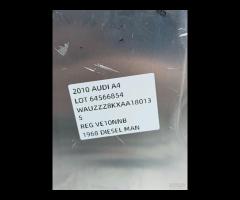 2010 AUDI A4
LOT 64566854
WAUZZZ8KXAA18013
5
REG VE10NNB
1968 DIESEL MAN